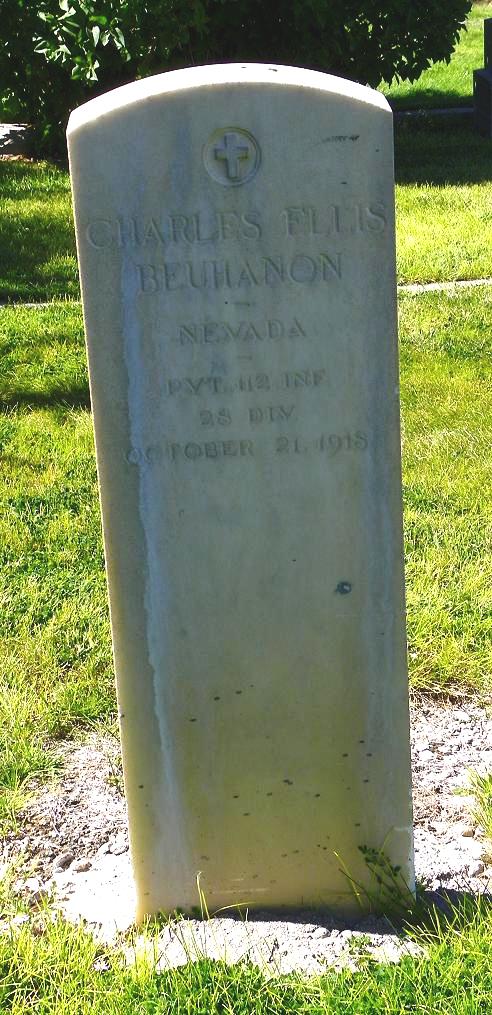 CHARLES ELLIS
BEUHANON
NEVADA
PVT. 112 INF.
28 DIV.
OCTOBER 21, 1918